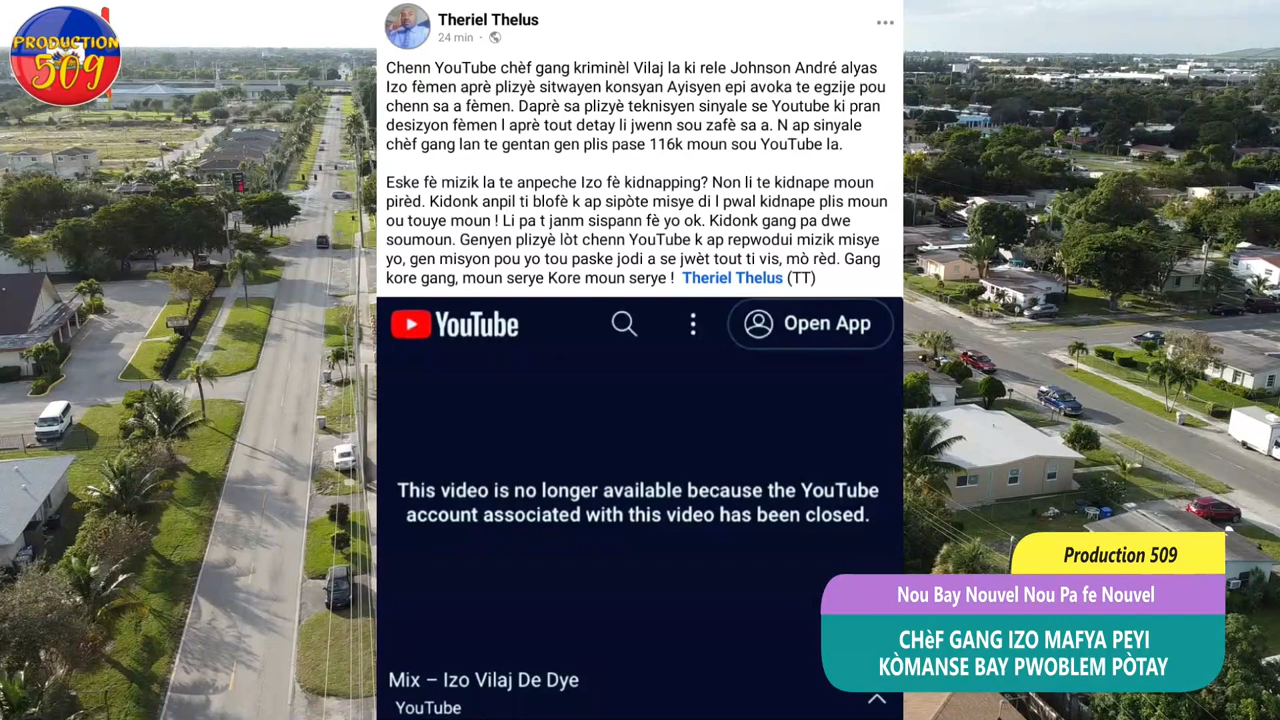 PRODUCTION
509
Theriel Thelus
24 min
Chenn YouTube chèf gang kriminèl Vilaj la ki rele Johnson André alyas
Izo fèmen aprè plizyè sitwayen konsyan Ayisyen epi avoka te egzije pou
chenn sa a fèmen. Daprè sa plizyè teknisyen sinyale se Youtube ki pran
desizyon fèmen l aprè tout detay li jwenn sou zafè sa a. N ap sinyale
chèf gang lan te gentan gen plis pase 116k moun sou YouTube la.
Eske fè mizik la te anpeche Izo fè kidnapping? Non li te kidnape moun
pirèd. Kidonk anpil ti blofè k ap sipòte misye di l pwal kidnape plis moun
ou touye moun ! Li pa t janm sispann fè yo ok. Kidonk gang pa dwe
soumoun. Genyen plizyè lòt chenn YouTube k ap repwodui mizik misye
yo, gen misyon pou yo tou paske jodi a se jwèt tout ti vis, mò rèd. Gang
kore gang, moun serye Kore moun serye ! Theriel Thelus (TT)
YouTube
Open App
This video is no longer available because the YouTube
account associated with this video has been closed.
Mix – Izo Vilaj De Dye
YouTube
Production 509
Nou Bay Nouvel Nou Pa fe Nouvel
CHèF GANG IZO MAFYA PEYI
KÒMANSE BAY PWOBLEM PÒTAY